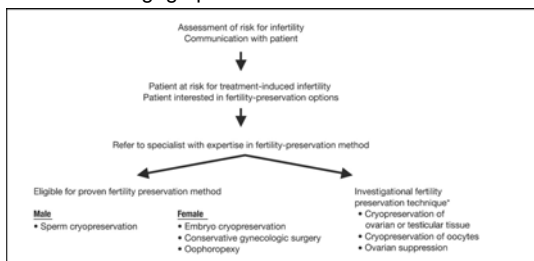 Assessment of risk for infertility
Communication with patient
Patient at risk for treatment-induced infertility
Patient interested in fertility-preservation options
Refer to specialist with expertise in fertility-preservation method
Eligible for proven fertility preservation method
Male
• Sperm cryopreservation
Female
• Embryo cryopreservation
• Conservative gynecologic surgery
• Oophoropexy
Investigational fertility
preservation technique*
• Cryopreservation of
ovarian or testicular tissue
• Cryopreservation of oocytes
• Ovarian suppression